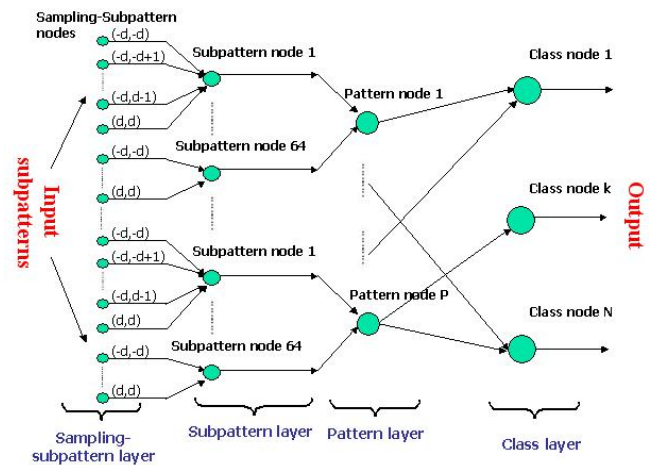 Sampling-Subpattern
nodes
(-d,-d)
(-d,-d+1)
(-d,d-1)
(d,d)
(-d,-d)
(d,d)
(-d,-d)
(-d,-d+1)
(-d,d-1)
(d,d)
(-d,-d)
(d,d)
Input
subpatterns
Subpattern node 1
Subpattern node 64
Subpattern node 1
Subpattern node 64
Pattern node 1
Pattern node P
Class node 1
Class node k
Class node N
Output
Sampling-
subpattern layer
Subpattern layer
Pattern layer
Class layer